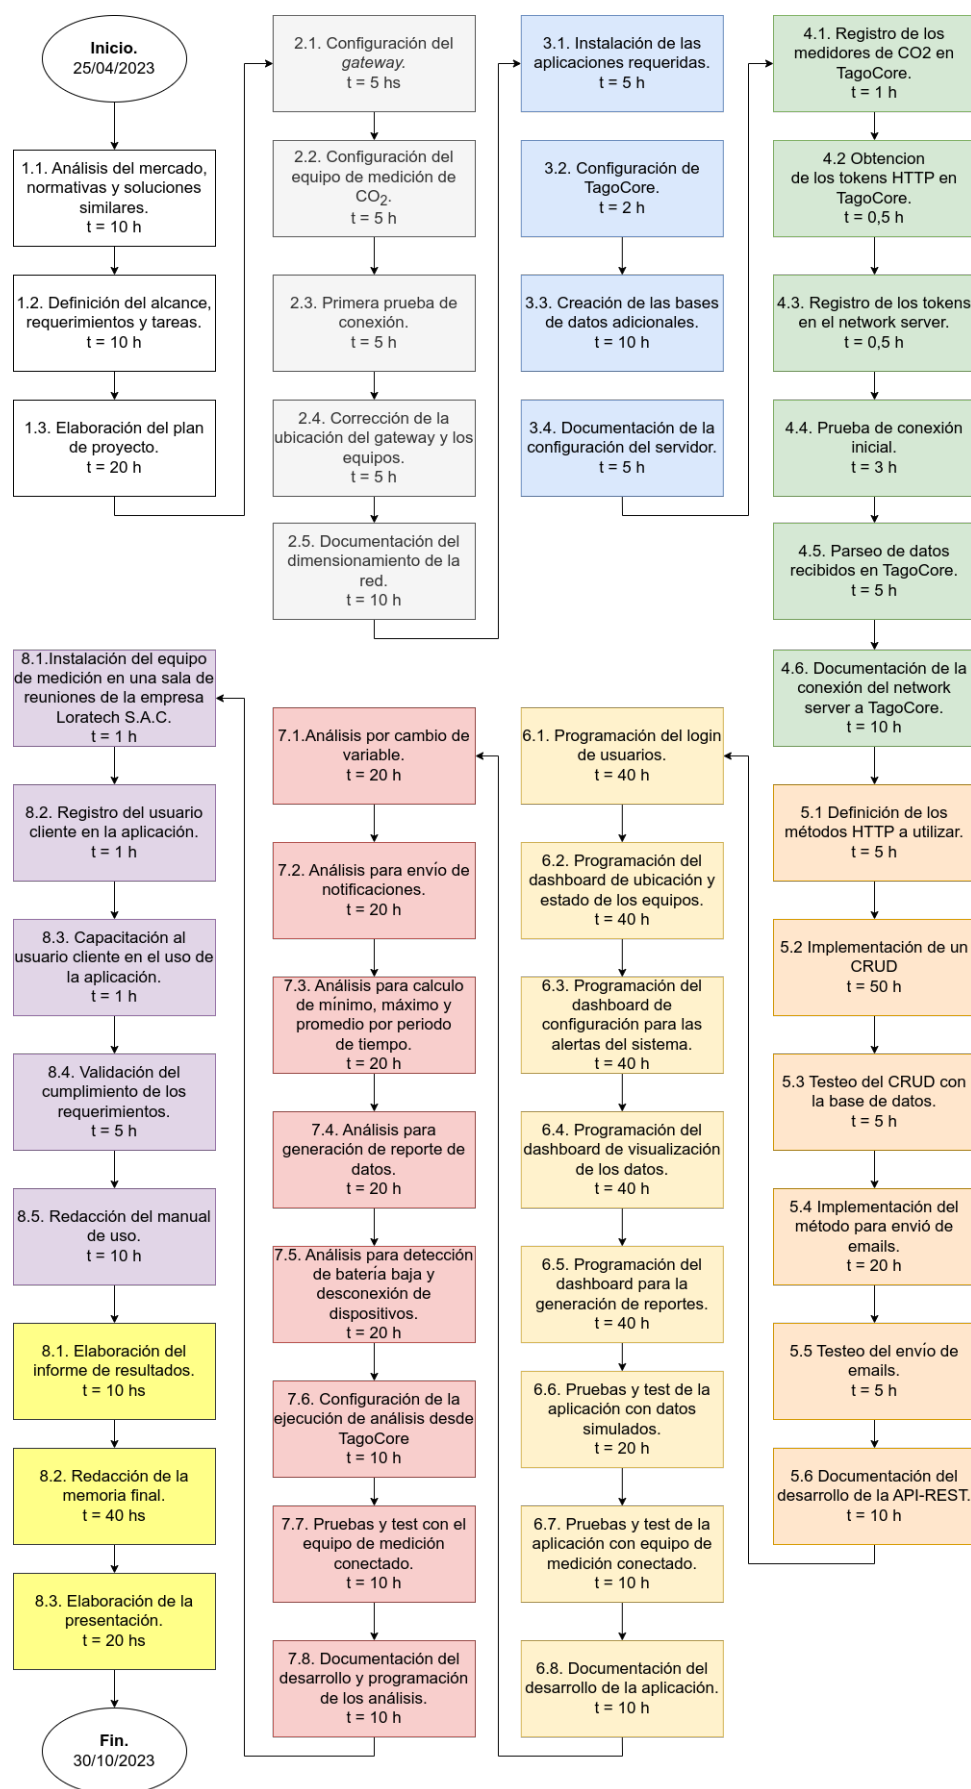 Inicio.
25/04/2023
1.1. Análisis del mercado,
normativas y soluciones
similares.
t = 10 h
1.2. Definición del alcance,
requerimientos y tareas.
t = 10 h
1.3. Elaboración del plan
de proyecto.
t = 20 h
2.1. Configuración del
gateway.
t = 5 hs
2.2. Configuración del
equipo de medición de
CO2.
t = 5 h
2.3. Primera prueba de
conexión.
t = 5 h
2.4. Corrección de la
ubicación del gateway y los
equipos.
t = 5 h
2.5. Documentación del
dimensionamiento de la
red.
t = 10 h
3.1. Instalación de las
aplicaciones requeridas.
t = 5 h
3.2. Configuración de
TagoCore.
t = 2 h
3.3. Creación de las bases
de datos adicionales.
t = 10 h
3.4. Documentación de la
configuración del servidor.
t = 5 h
4.1. Registro de los
medidores de CO2 en
TagoCore.
t = 1 h
4.2 Obtencion
de los tokens HTTP en
TagoCore.
t = 0,5 h
4.3. Registro de los tokens
en el network server.
t = 0,5 h
4.4. Prueba de conexión
inicial.
t = 3 h
4.5. Parseo de datos
recibidos en TagoCore.
t = 5 h
4.6. Documentación de la
conexión del network
server a TagoCore.
t = 10 h
5.1 Definición de los
métodos HTTP a utilizar.
t = 5 h
5.2 Implementación de un
CRUD
t = 50 h
5.3 Testeo del CRUD con
la base de datos.
t = 5 h
5.4 Implementación del
método para envió de
emails.
t = 20 h
5.5 Testeo del envío de
emails.
t = 5 h
5.6 Documentación del
desarrollo de la API-REST.
t = 10 h
6.1. Programación del login
de usuarios.
t = 40 h
6.2. Programación del
dashboard de ubicación y
estado de los equipos.
t = 40 h
6.3. Programación del
dashboard de
configuración para las
alertas del sistema.
t = 40 h
6.4. Programación del
dashboard de visualización
de los datos.
t = 40 h
6.5. Programación del
dashboard para la
generación de reportes.
t = 40 h
6.6. Pruebas y test de la
aplicación con datos
simulados.
t = 20 h
6.7. Pruebas y test de la
aplicación con equipo de
medición conectado.
t = 10 h
6.8. Documentación del
desarrollo de la aplicación.
t = 10 h
7.1.Análisis por cambio de
variable.
t = 20 h
7.2. Análisis para envío de
notificaciones.
t = 20 h
7.3. Análisis para calculo
de mínimo, máximo y
promedio por periodo
de tiempo.
t = 20 h
7.4. Análisis para
generación de reporte de
datos.
t = 20 h
7.5. Análisis para detección
de batería baja y
desconexión de
dispositivos.
t = 20 h
7.6. Configuración de la
ejecución de análisis desde
TagoCore
t = 10 h
7.7. Pruebas y test con el
equipo de medición
conectado.
t = 10 h
7.8. Documentación del
desarrollo y programación
de los análisis.
t = 10 h
8.1.Instalación del equipo
de medición en una sala de
reuniones de la empresa
Loratech S.A.C.
t = 1 h
8.2. Registro del usuario
cliente en la aplicación.
t = 1 h
8.3. Capacitación al
usuario cliente en el uso de
la aplicación.
t = 1 h
8.4. Validación del
cumplimiento de los
requerimientos.
t = 5 h
8.5. Redacción del manual
de uso.
t = 10 h
8.1. Elaboración del
informe de resultados.
t = 10 hs
8.2. Redacción de la
memoria final.
t = 40 hs
8.3. Elaboración de la
presentación.
t = 20 hs
Fin.
30/10/2023